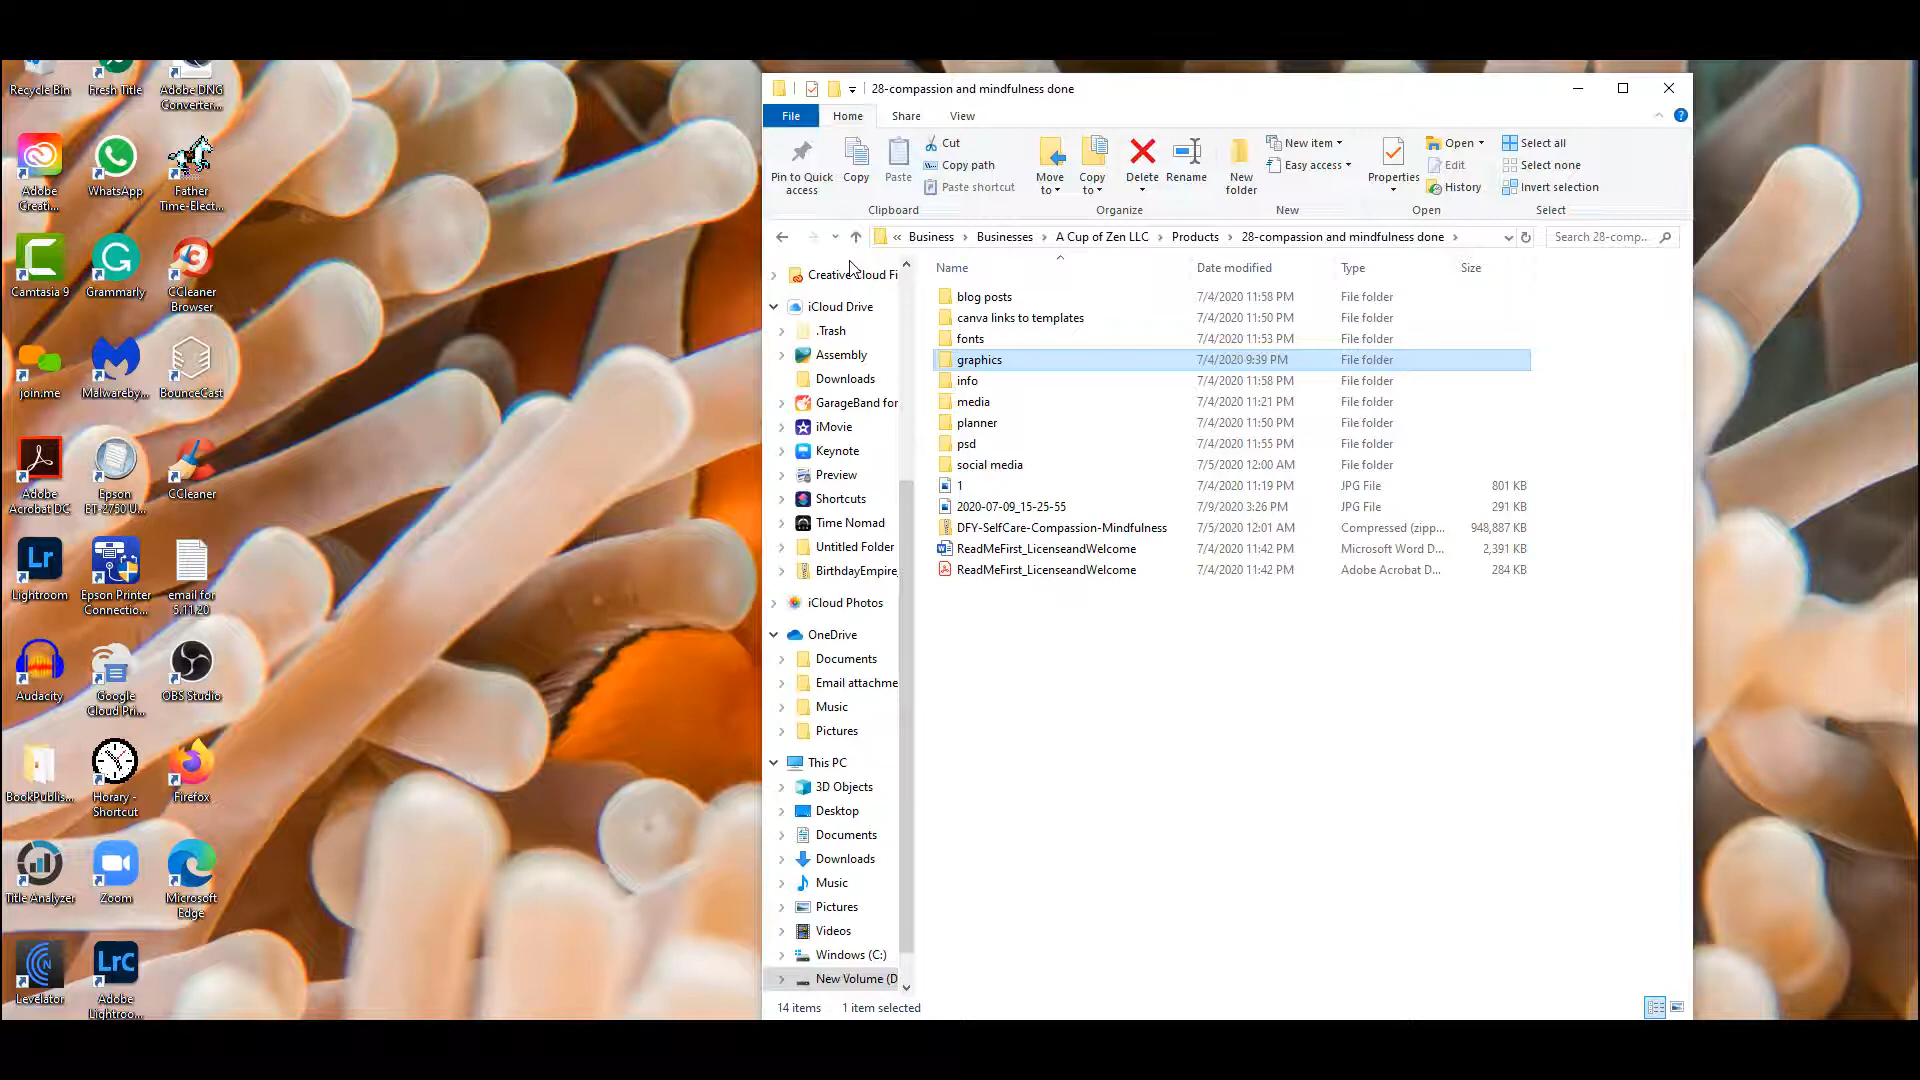 Recycle Bin
Fresh Title
Adobe DNG
Converter...
Adobe
Creati...
WhatsApp
Father
Time-Elect...
Camtasia 9
Grammarly
CCleaner
Browser
join.me
Malwareby...
BounceCast
Adobe
Acrobat DC
Epson
ET-2750 U...
CCleaner
Lightroom
Epson Printer
Connectio...
email for
5.11.20
Audacity
Google
Cloud Pri...
OBS Studio
BookPublis...
Horary -
Shortcut
Firefox
Title Analyzer
Zoom
Microsoft
Edge
Levelator
Adobe
Lightroo...
28-compassion and mindfulness done
File
Home
Share
View
Pin to Quick
access
Copy
Paste
Cut
Copy path
Paste shortcut
Clipboard
Move
to
Copy
to
Delete
Rename
Organize
New
folder
New item
Easy access
New
Properties
Open
Edit
History
Open
Select all
Select none
Invert selection
Select
« Business > Businesses > A Cup of Zen LLC > Products > 28-compassion and mindfulness done >
Search 28-comp...
Creative Cloud Fi
iCloud Drive
.Trash
Assembly
Downloads
GarageBand for
iMovie
Keynote
Preview
Shortcuts
Time Nomad
Untitled Folder
BirthdayEmpire_
iCloud Photos
OneDrive
Documents
Email attachme
Music
Pictures
This PC
3D Objects
Desktop
Documents
Downloads
Music
Pictures
Videos
Windows (C:)
New Volume (D
Name Date modified Type Size
blog posts 7/4/2020 11:58 PM File folder
canva links to templates 7/4/2020 11:50 PM File folder
fonts 7/4/2020 11:53 PM File folder
graphics 7/4/2020 9:39 PM File folder
info 7/4/2020 11:58 PM File folder
media 7/4/2020 11:21 PM File folder
planner 7/4/2020 11:50 PM File folder
psd 7/4/2020 11:55 PM File folder
social media 7/5/2020 12:00 AM File folder
1 7/4/2020 11:19 PM JPG File 801 KB
2020-07-09_15-25-55 7/9/2020 3:26 PM JPG File 291 KB
DFY-SelfCare-Compassion-Mindfulness 7/5/2020 12:01 AM Compressed (zipp... 948,887 KB
ReadMeFirst_LicenseandWelcome 7/4/2020 11:42 PM Microsoft Word D... 2,391 KB
ReadMeFirst_LicenseandWelcome 7/4/2020 11:42 PM Adobe Acrobat D... 284 KB
14 items 1 item selected